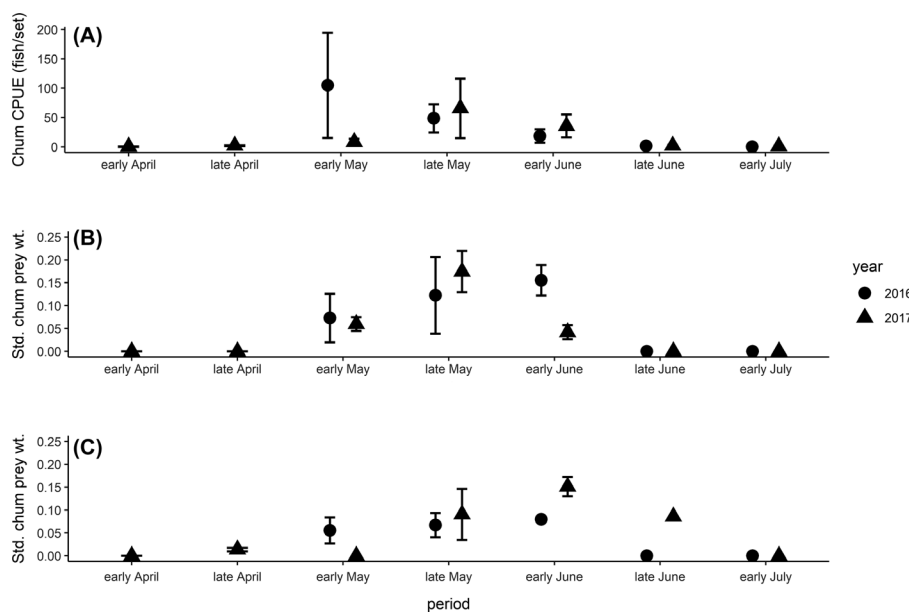 (A)
Chum CPUE (fish/set)
200
150
100
50
0
early April late April early May late May early June late June early July
(B)
Std. chum prey wt.
0.25
0.20
0.15
0.10
0.05
0.00
early April late April early May late May early June late June early July
year
2016
2017
(C)
Std. chum prey wt.
0.25
0.20
0.15
0.10
0.05
0.00
early April late April early May late May early June late June early July
period